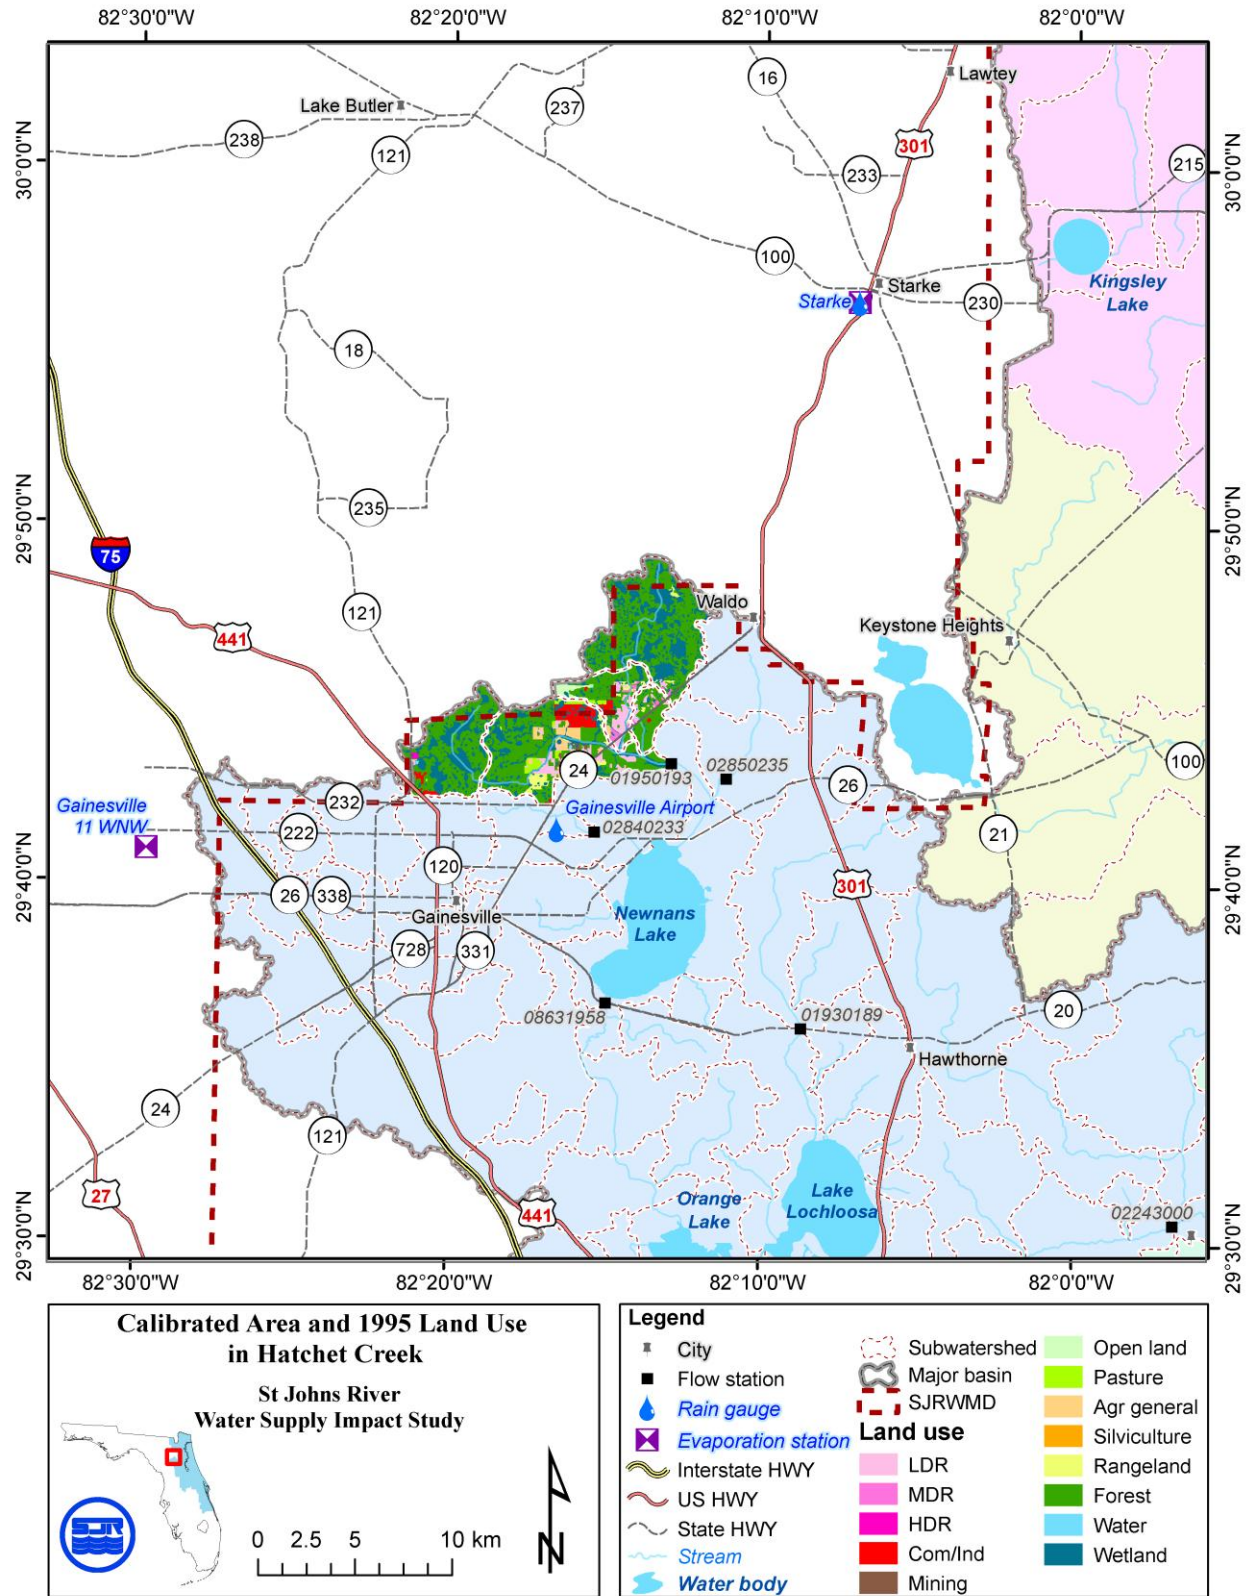 82°30'0"W
82°20'0"W
82°10'0"W
82°0'0"W
Lawtey
16
Lake Butler
237
238
121
301
30°0'0"N
30°0'0"N
233
215
100
Starke
Starke
230
Kingsley
Lake
18
235
29°50'0"N
29°50'0"N
75
441
121
Waldo
Keystone Heights
24
01950193
02850235
26
100
Gainesville
11 WNW
232
Gainesville Airport
222
02840233
21
120
29°40'0"N
29°40'0"N
26
338
301
Gainesville
Newnans
Lake
728
331
08631958
01930189
20
Hawthorne
24
121
27
441
Orange
Lake
Lake
Lochloosa
02243000
29°30'0"N
29°30'0"N
82°30'0"W
82°20'0"W
82°10'0"W
82°0'0"W
Calibrated Area and 1995 Land Use
in Hatchet Creek
St Johns River
Water Supply Impact Study
SJR
0 2.5 5 10 km
N
Legend
City
Flow station
Rain gauge
Evaporation station
Interstate HWY
US HWY
State HWY
Stream
Water body
Subwatershed
Major basin
SJRWMD
Land use
LDR
MDR
HDR
Com/Ind
Mining
Open land
Pasture
Agr general
Silviculture
Rangeland
Forest
Water
Wetland